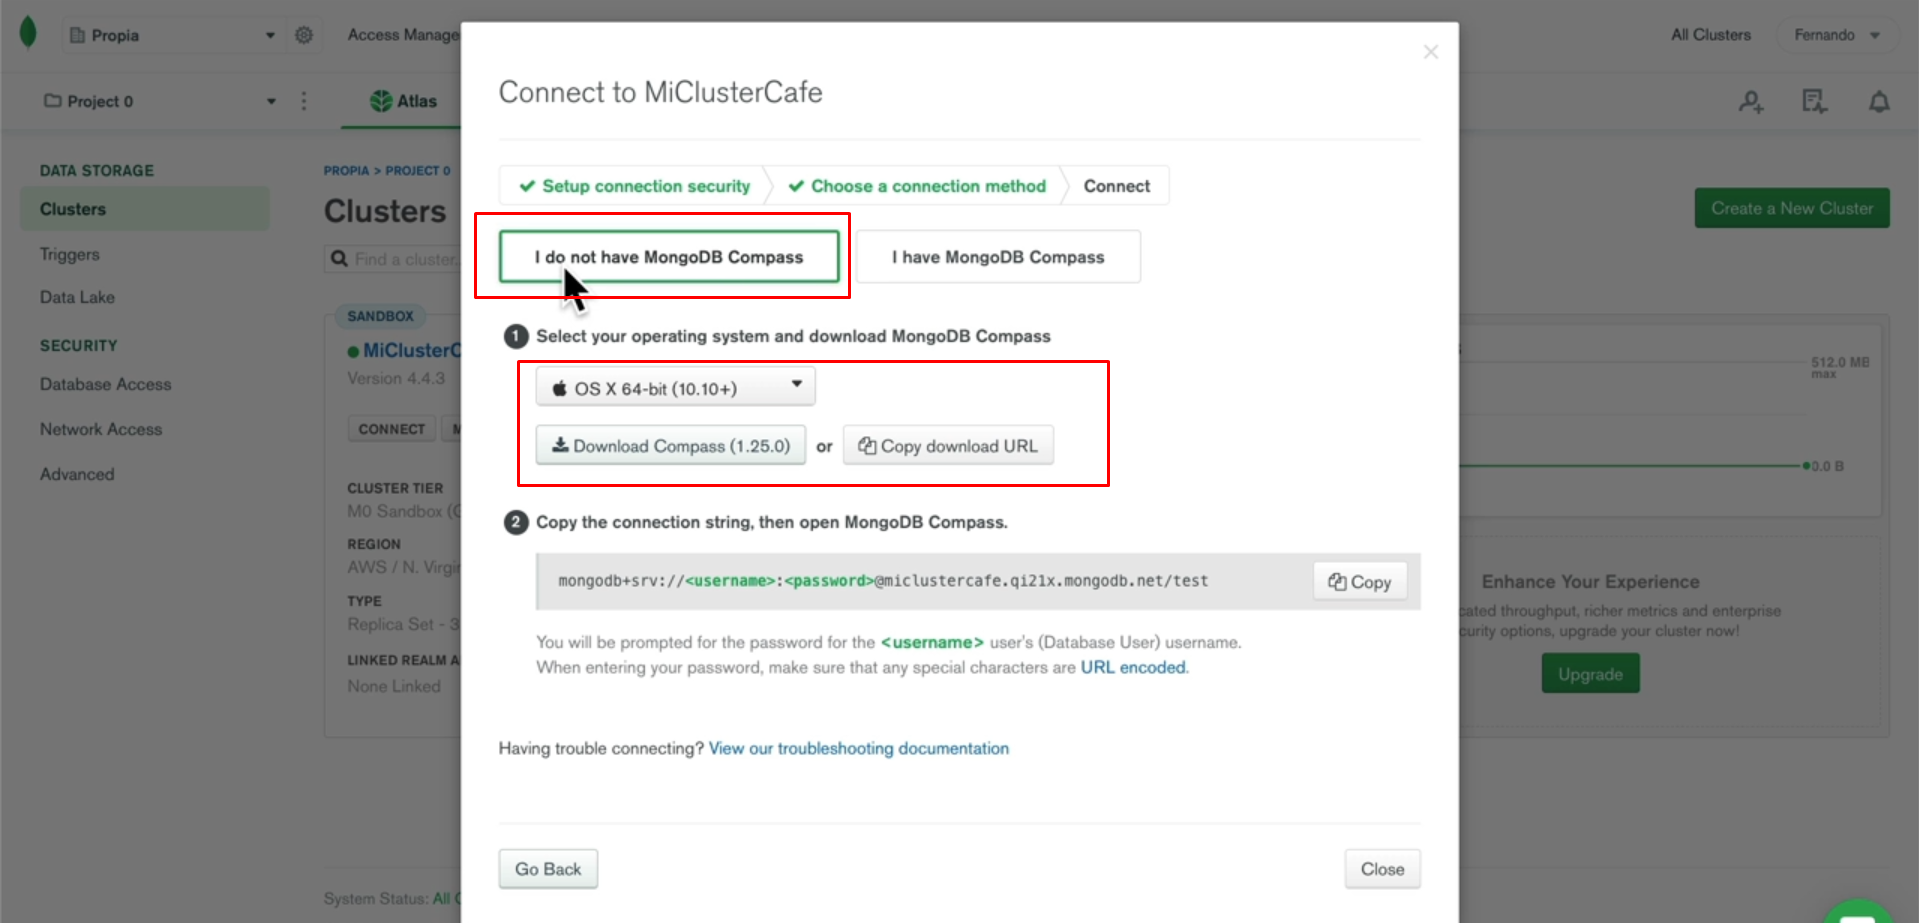 Propia
Access Manage
All Clusters
Fernando
Project 0
Atlas
DATA STORAGE
Clusters
Triggers
Data Lake
SECURITY
Database Access
Network Access
Advanced
PROPIA > PROJECT 0
Clusters
Find a cluster...
Create a New Cluster
SANDBOX
MiClusterC
Version 4.4.3
CONNECT
M
CLUSTER TIER
M0 Sandbox (G
REGION
AWS / N. Virgin
TYPE
Replica Set - 3
LINKED REALM A
None Linked
System Status: All
Connect to MiClusterCafe
Setup connection security
Choose a connection method
Connect
I do not have MongoDB Compass
I have MongoDB Compass
1 Select your operating system and download MongoDB Compass
OS X 64-bit (10.10+)
Download Compass (1.25.0) or Copy download URL
2 Copy the connection string, then open MongoDB Compass.
mongodb+srv://<username>:<password>@miclustercafe.qi21x.mongodb.net/test
Copy
You will be prompted for the password for the <username> user's (Database User) username.
When entering your password, make sure that any special characters are URL encoded.
Having trouble connecting? View our troubleshooting documentation
Go Back
Close
512.0 MB
max
0.0 B
Enhance Your Experience
cated throughput, richer metrics and enterprise
curity options, upgrade your cluster now!
Upgrade